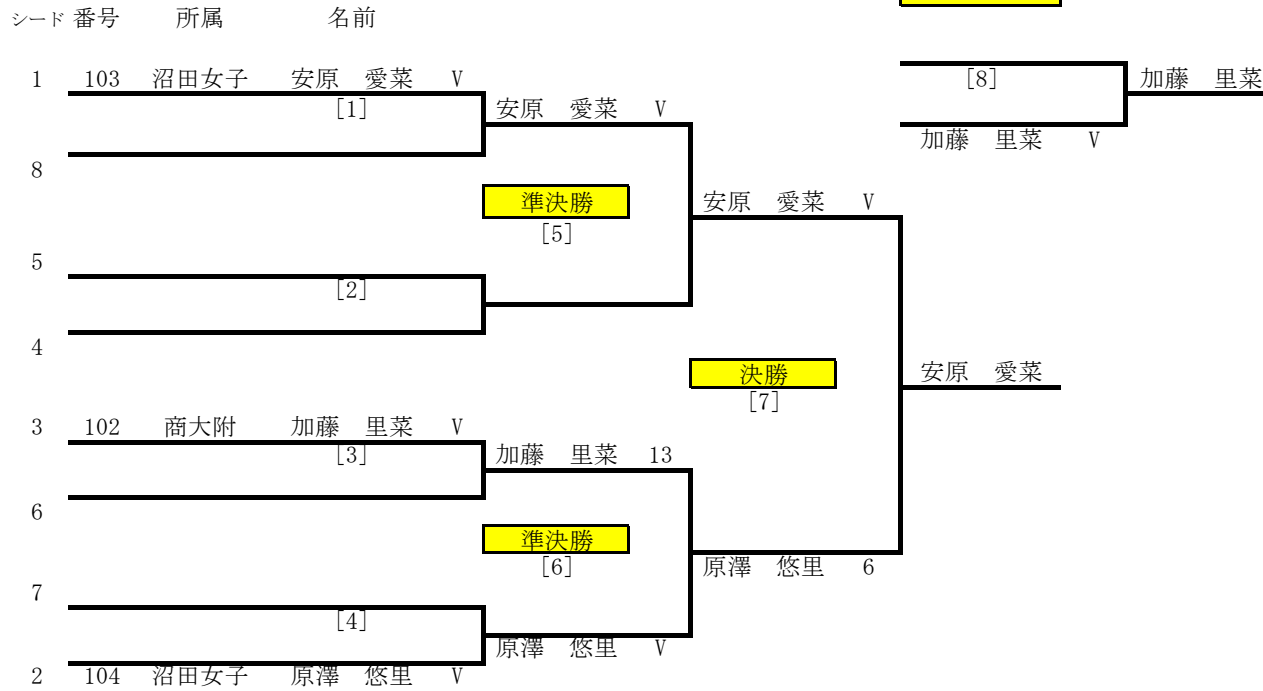 シード 番号 所属 名前
1 103 沼田女子 安原 愛菜 V
[8] 加藤 里菜
[1] 安原 愛菜 V
加藤 里菜 V
8
準決勝 安原 愛菜 V
[5]
5
[2]
4
決勝 安原 愛菜
[7]
3 102 商大附 加藤 里菜 V
[3] 加藤 里菜 13
6
準決勝
[6] 原澤 悠里 6
7
[4]
原澤 悠里 V
2 104 沼田女子 原澤 悠里 V